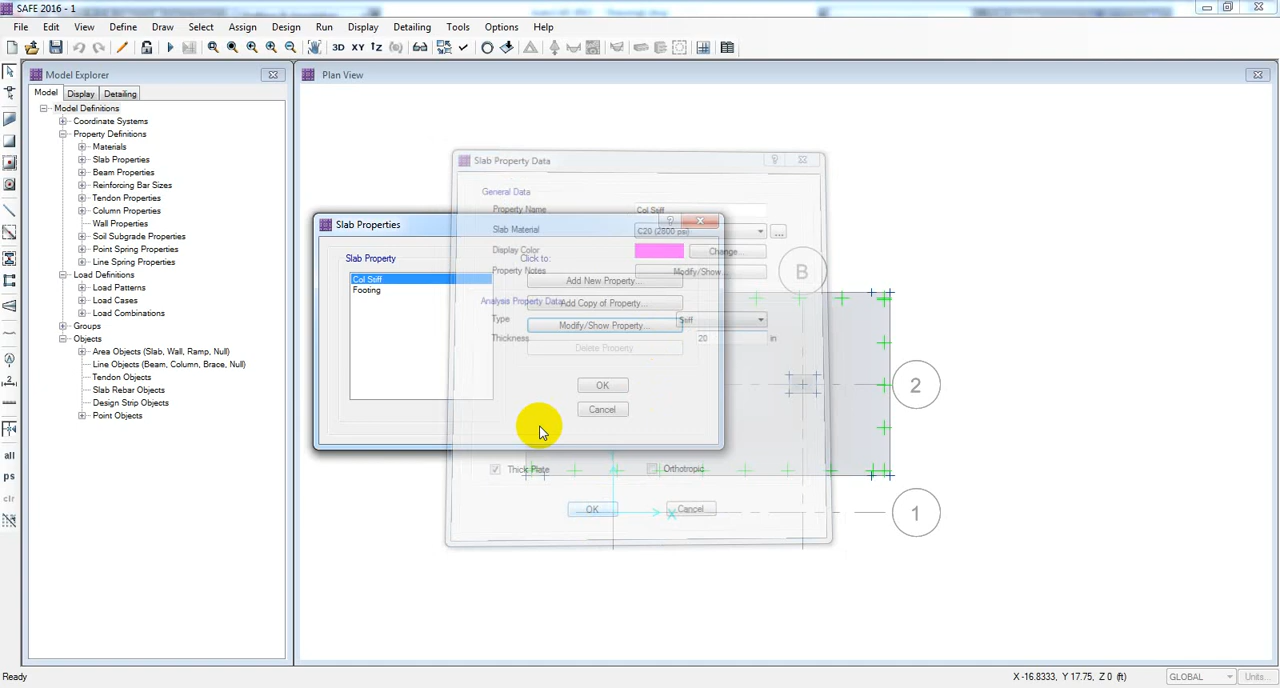 SAFE 2016 - 1
File Edit View Define Draw Select Assign Design Run Display Detailing Tools Options Help
3D XY
Model Explorer
Plan View
Model Display Detailing
Model Definitions
Coordinate Systems
Property Definitions
Materials
Slab Properties
Beam Properties
Reinforcing Bar Sizes
Tendon Properties
Column Properties
Wall Properties
Soil Subgrade Properties
Point Spring Properties
Line Spring Properties
Load Definitions
Load Patterns
Load Cases
Load Combinations
Groups
Objects
Area Objects (Slab, Wall, Ramp, Null)
Line Objects (Beam, Column, Brace, Null)
Tendon Objects
Slab Rebar Objects
Design Strip Objects
Point Objects
all
ps
clr
Slab Property Data
General Data
Property Name Col Stiff
Slab Material C20 (2800 psi) ...
Display Color Change...
Property Notes Modify/Show...
Analysis Property Data
Type Stiff
Thickness 20 in
Thick Plate Orthotropic
OK Cancel
Slab Properties
Slab Property
Col Stiff
Footing
Click to:
Add New Property...
Add Copy of Property...
Modify/Show Property...
Delete Property
OK
Cancel
B
2
1
X
Ready X -16.8333, Y 17.75, Z 0 (ft) GLOBAL Units...